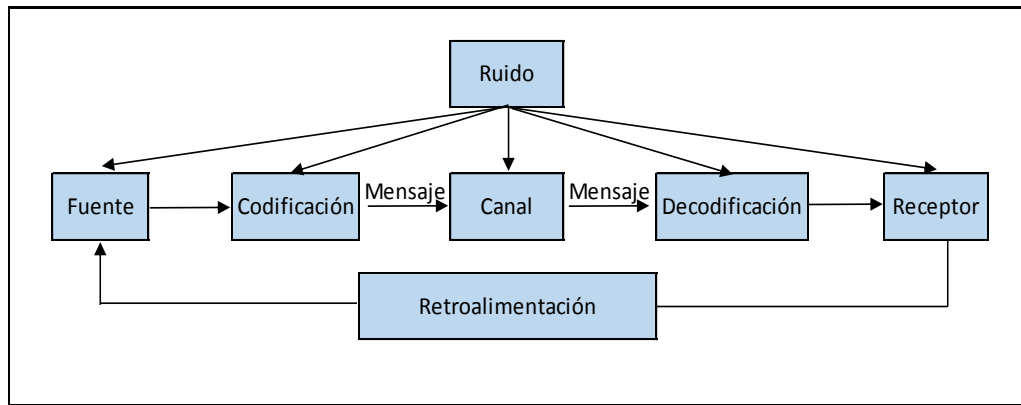 Ruido
Mensaje Mensaje
Fuente Codificación Canal Decodificación Receptor
Retroalimentación